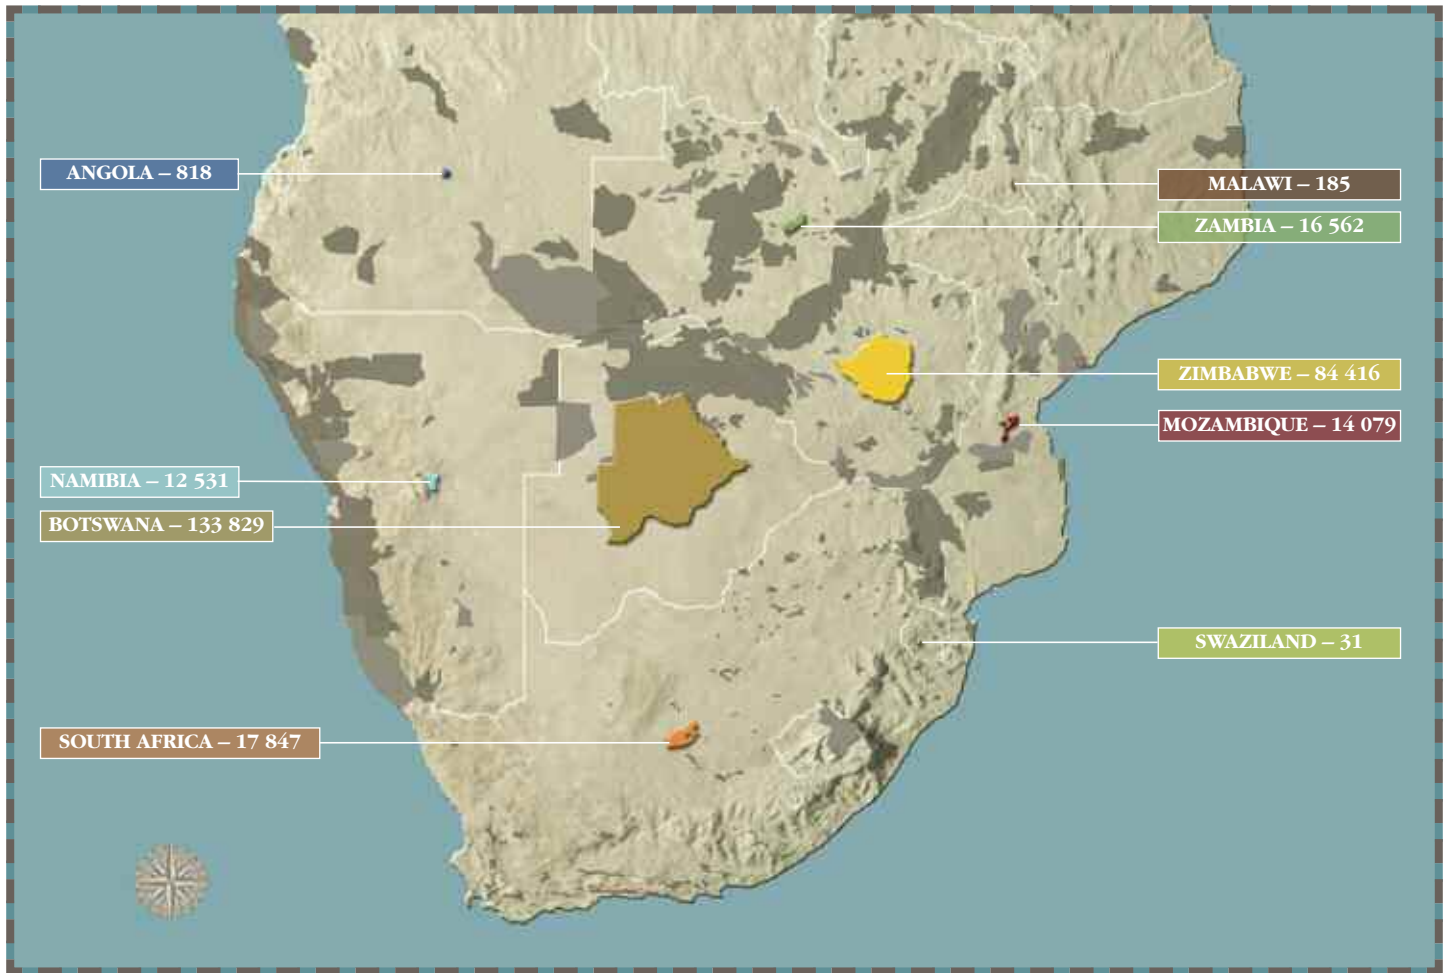 ANGOLA – 818
MALAWI – 185
ZAMBIA – 16 562
ZIMBABWE – 84 416
MOZAMBIQUE – 14 079
NAMIBIA – 12 531
BOTSWANA – 133 829
SWAZILAND – 31
SOUTH AFRICA – 17 847